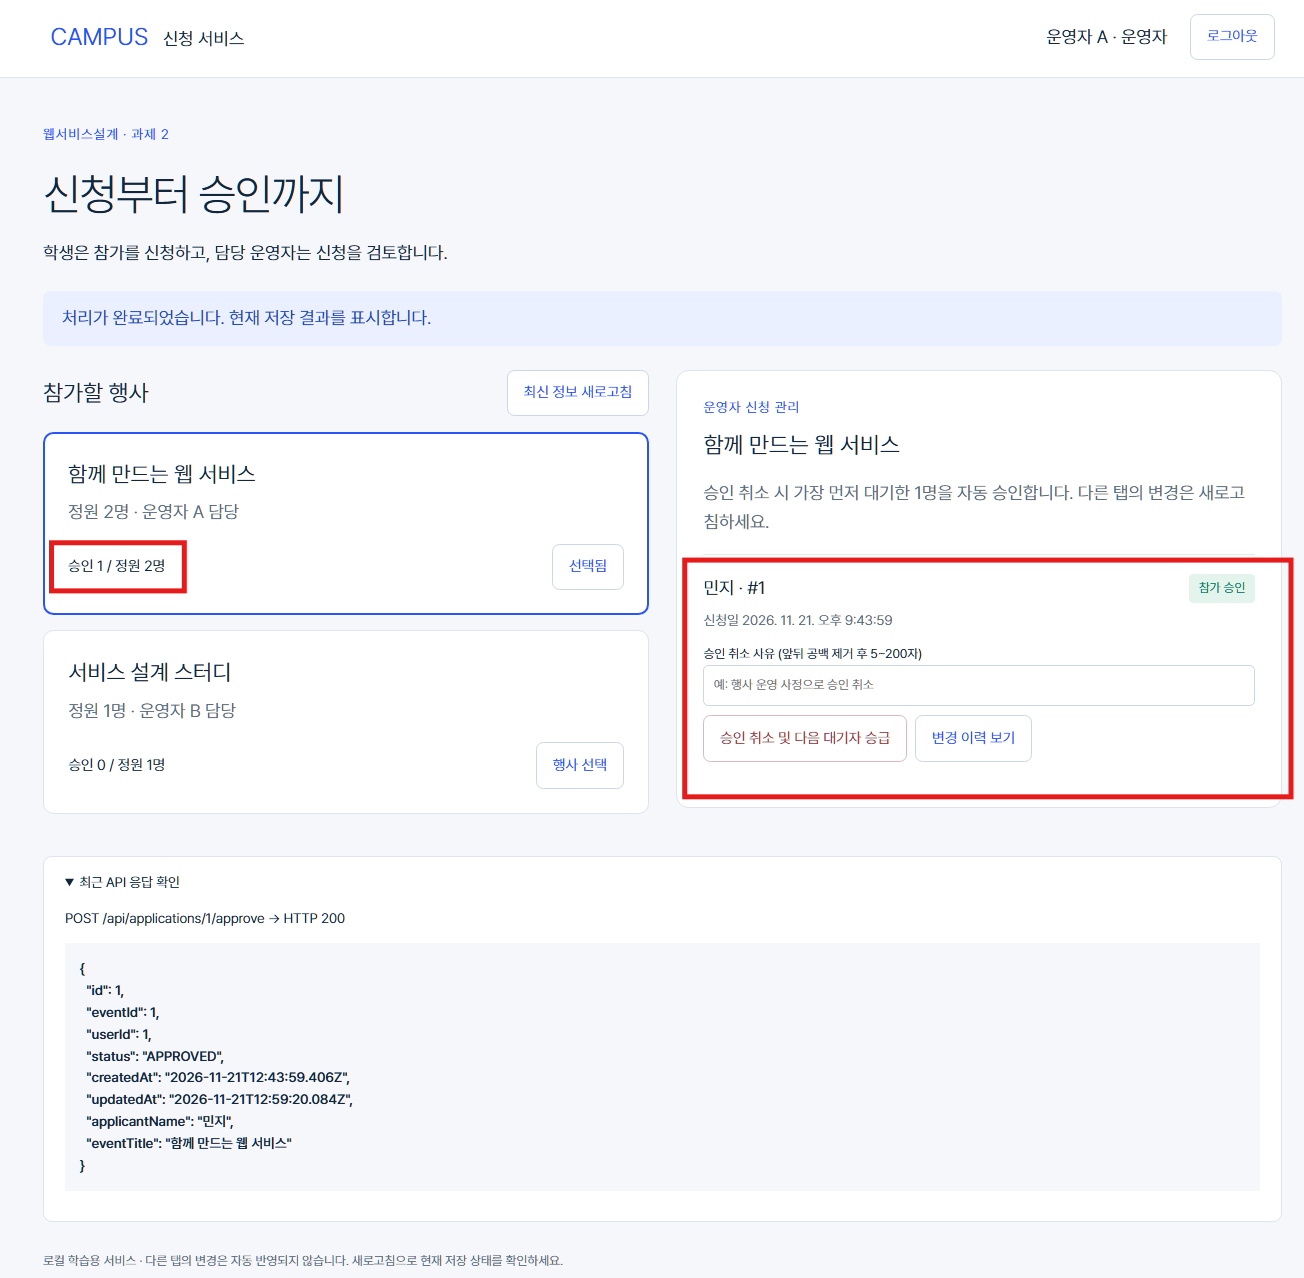 CAMPUS 신청 서비스
운영자 A · 운영자
로그아웃
웹서비스설계 · 과제 2
신청부터 승인까지
학생은 참가를 신청하고, 담당 운영자는 신청을 검토합니다.
처리가 완료되었습니다. 현재 저장 결과를 표시합니다.
참가할 행사
최신 정보 새로고침
함께 만드는 웹 서비스
정원 2명 · 운영자 A 담당
승인 1 / 정원 2명
선택됨
서비스 설계 스터디
정원 1명 · 운영자 B 담당
승인 0 / 정원 1명
행사 선택
운영자 신청 관리
함께 만드는 웹 서비스
승인 취소 시 가장 먼저 대기한 1명을 자동 승인합니다. 다른 탭의 변경은 새로고
침하세요.
민지 · #1
참가 승인
신청일 2026. 11. 21. 오후 9:43:59
승인 취소 사유 (앞뒤 공백 제거 후 5–200자)
예: 행사 운영 사정으로 승인 취소
승인 취소 및 다음 대기자 승급
변경 이력 보기
▼ 최근 API 응답 확인
POST /api/applications/1/approve → HTTP 200
{
"id": 1,
"eventId": 1,
"userId": 1,
"status": "APPROVED",
"createdAt": "2026-11-21T12:43:59.406Z",
"updatedAt": "2026-11-21T12:59:20.084Z",
"applicantName": "민지",
"eventTitle": "함께 만드는 웹 서비스"
}
로컬 학습용 서비스 · 다른 탭의 변경은 자동 반영되지 않습니다. 새로고침으로 현재 저장 상태를 확인하세요.